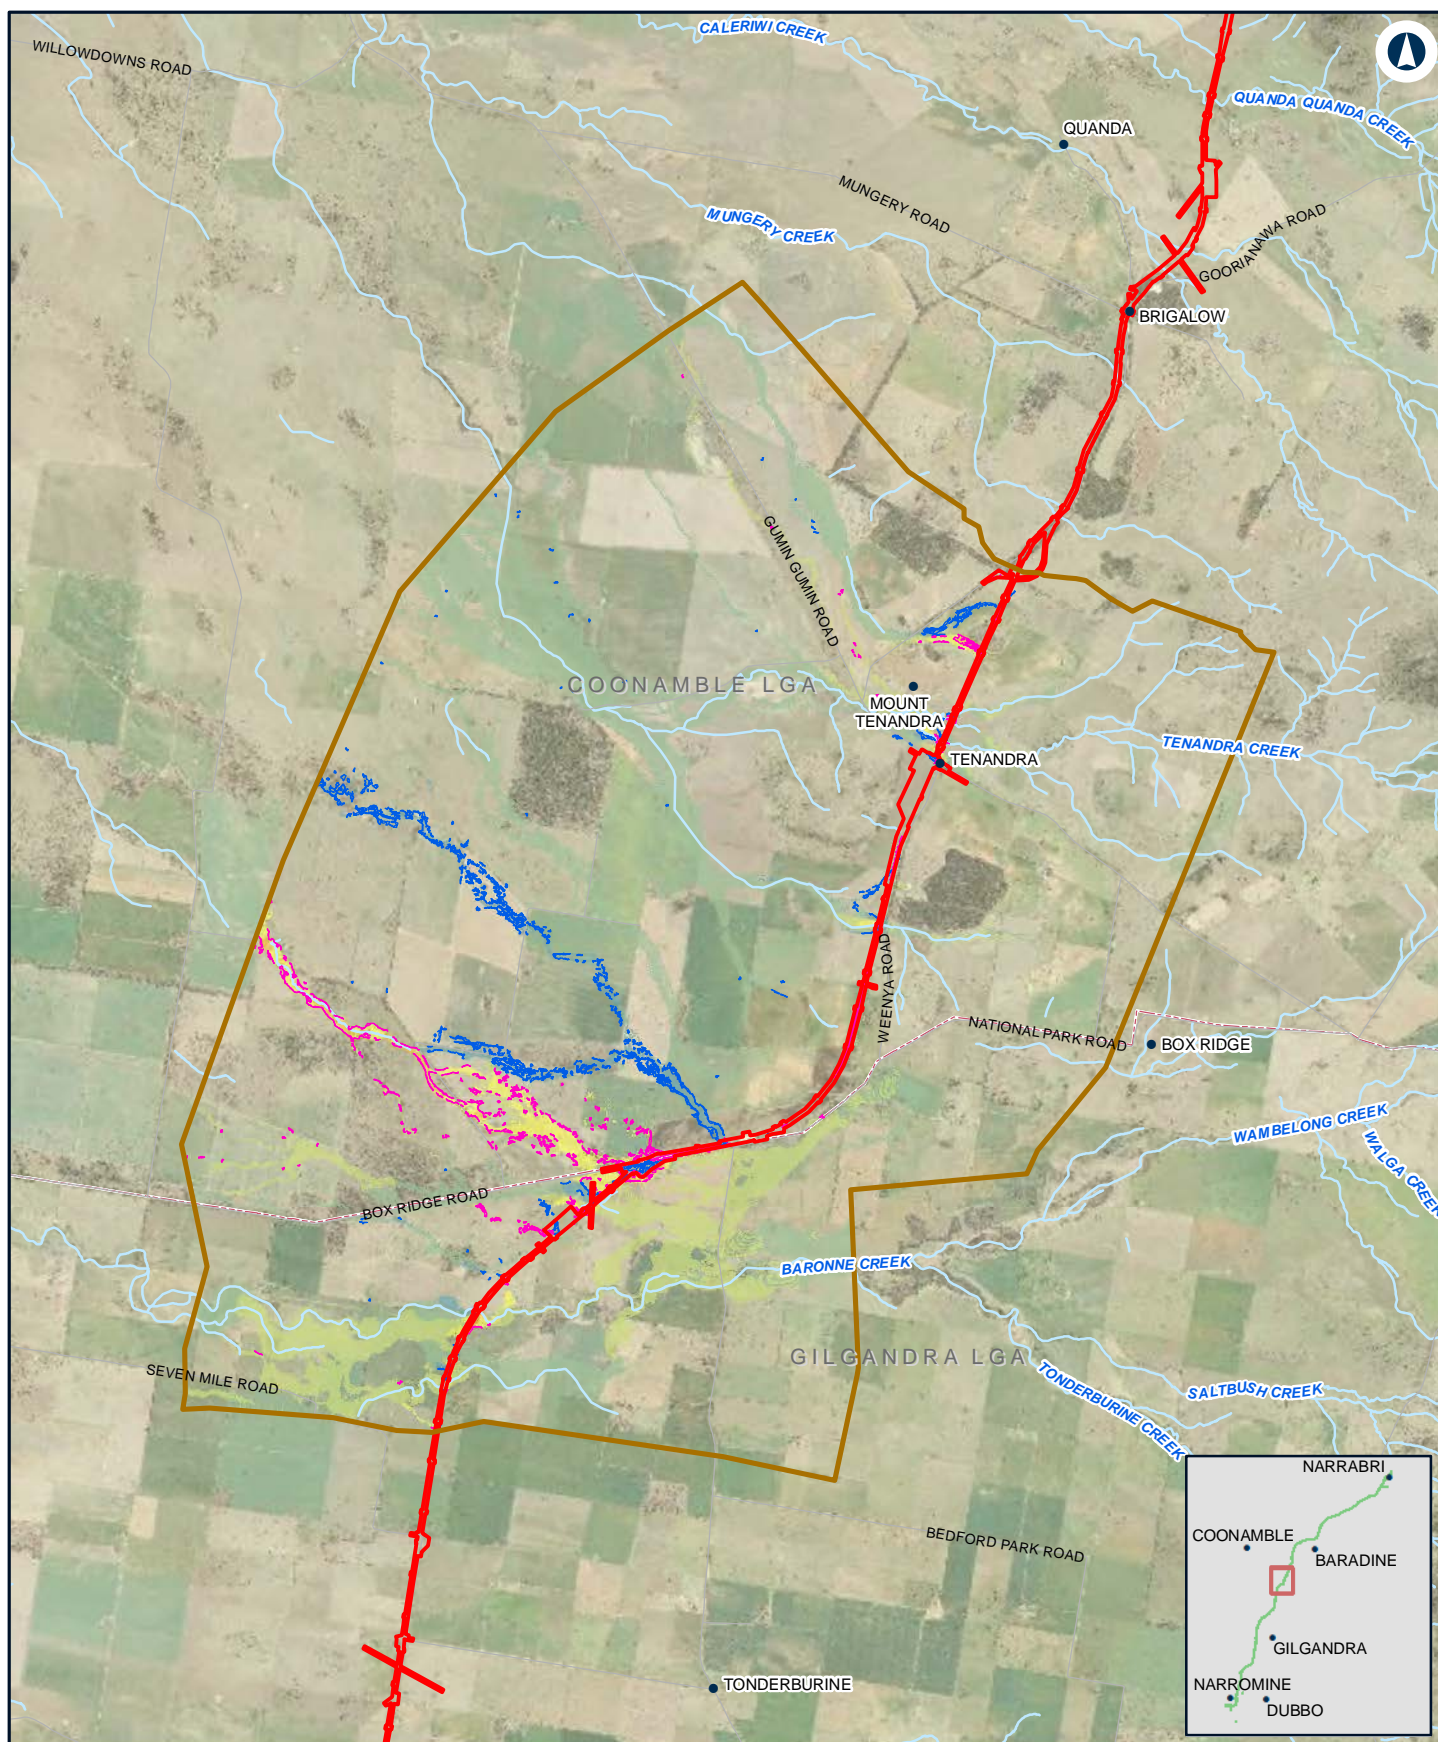 CALERIWI CREEK
WILLOWDOWNS ROAD
QUANDA QUANDA CREEK
QUANDA
MUNGERY ROAD
MUNGERY CREEK
GOORIANAWA ROAD
BRIGALOW
GUMIN GUMIN ROAD
COONAMBLE LGA
MOUNT
TENANDRA
TENANDRA CREEK
TENANDRA
WEENYA ROAD
NATIONAL PARK ROAD
BOX RIDGE
WAMBELONG CREEK
WALGA CREEK
BOX RIDGE ROAD
BARONNE CREEK
GILGANDRA LGA
SEVEN MILE ROAD
TONDERBURINE CREEK
SALTBUSH CREEK
BEDFORD PARK ROAD
TONDERBURINE
NARRABRI
COONAMBLE
BARADINE
GILGANDRA
NARROMINE
DUBBO